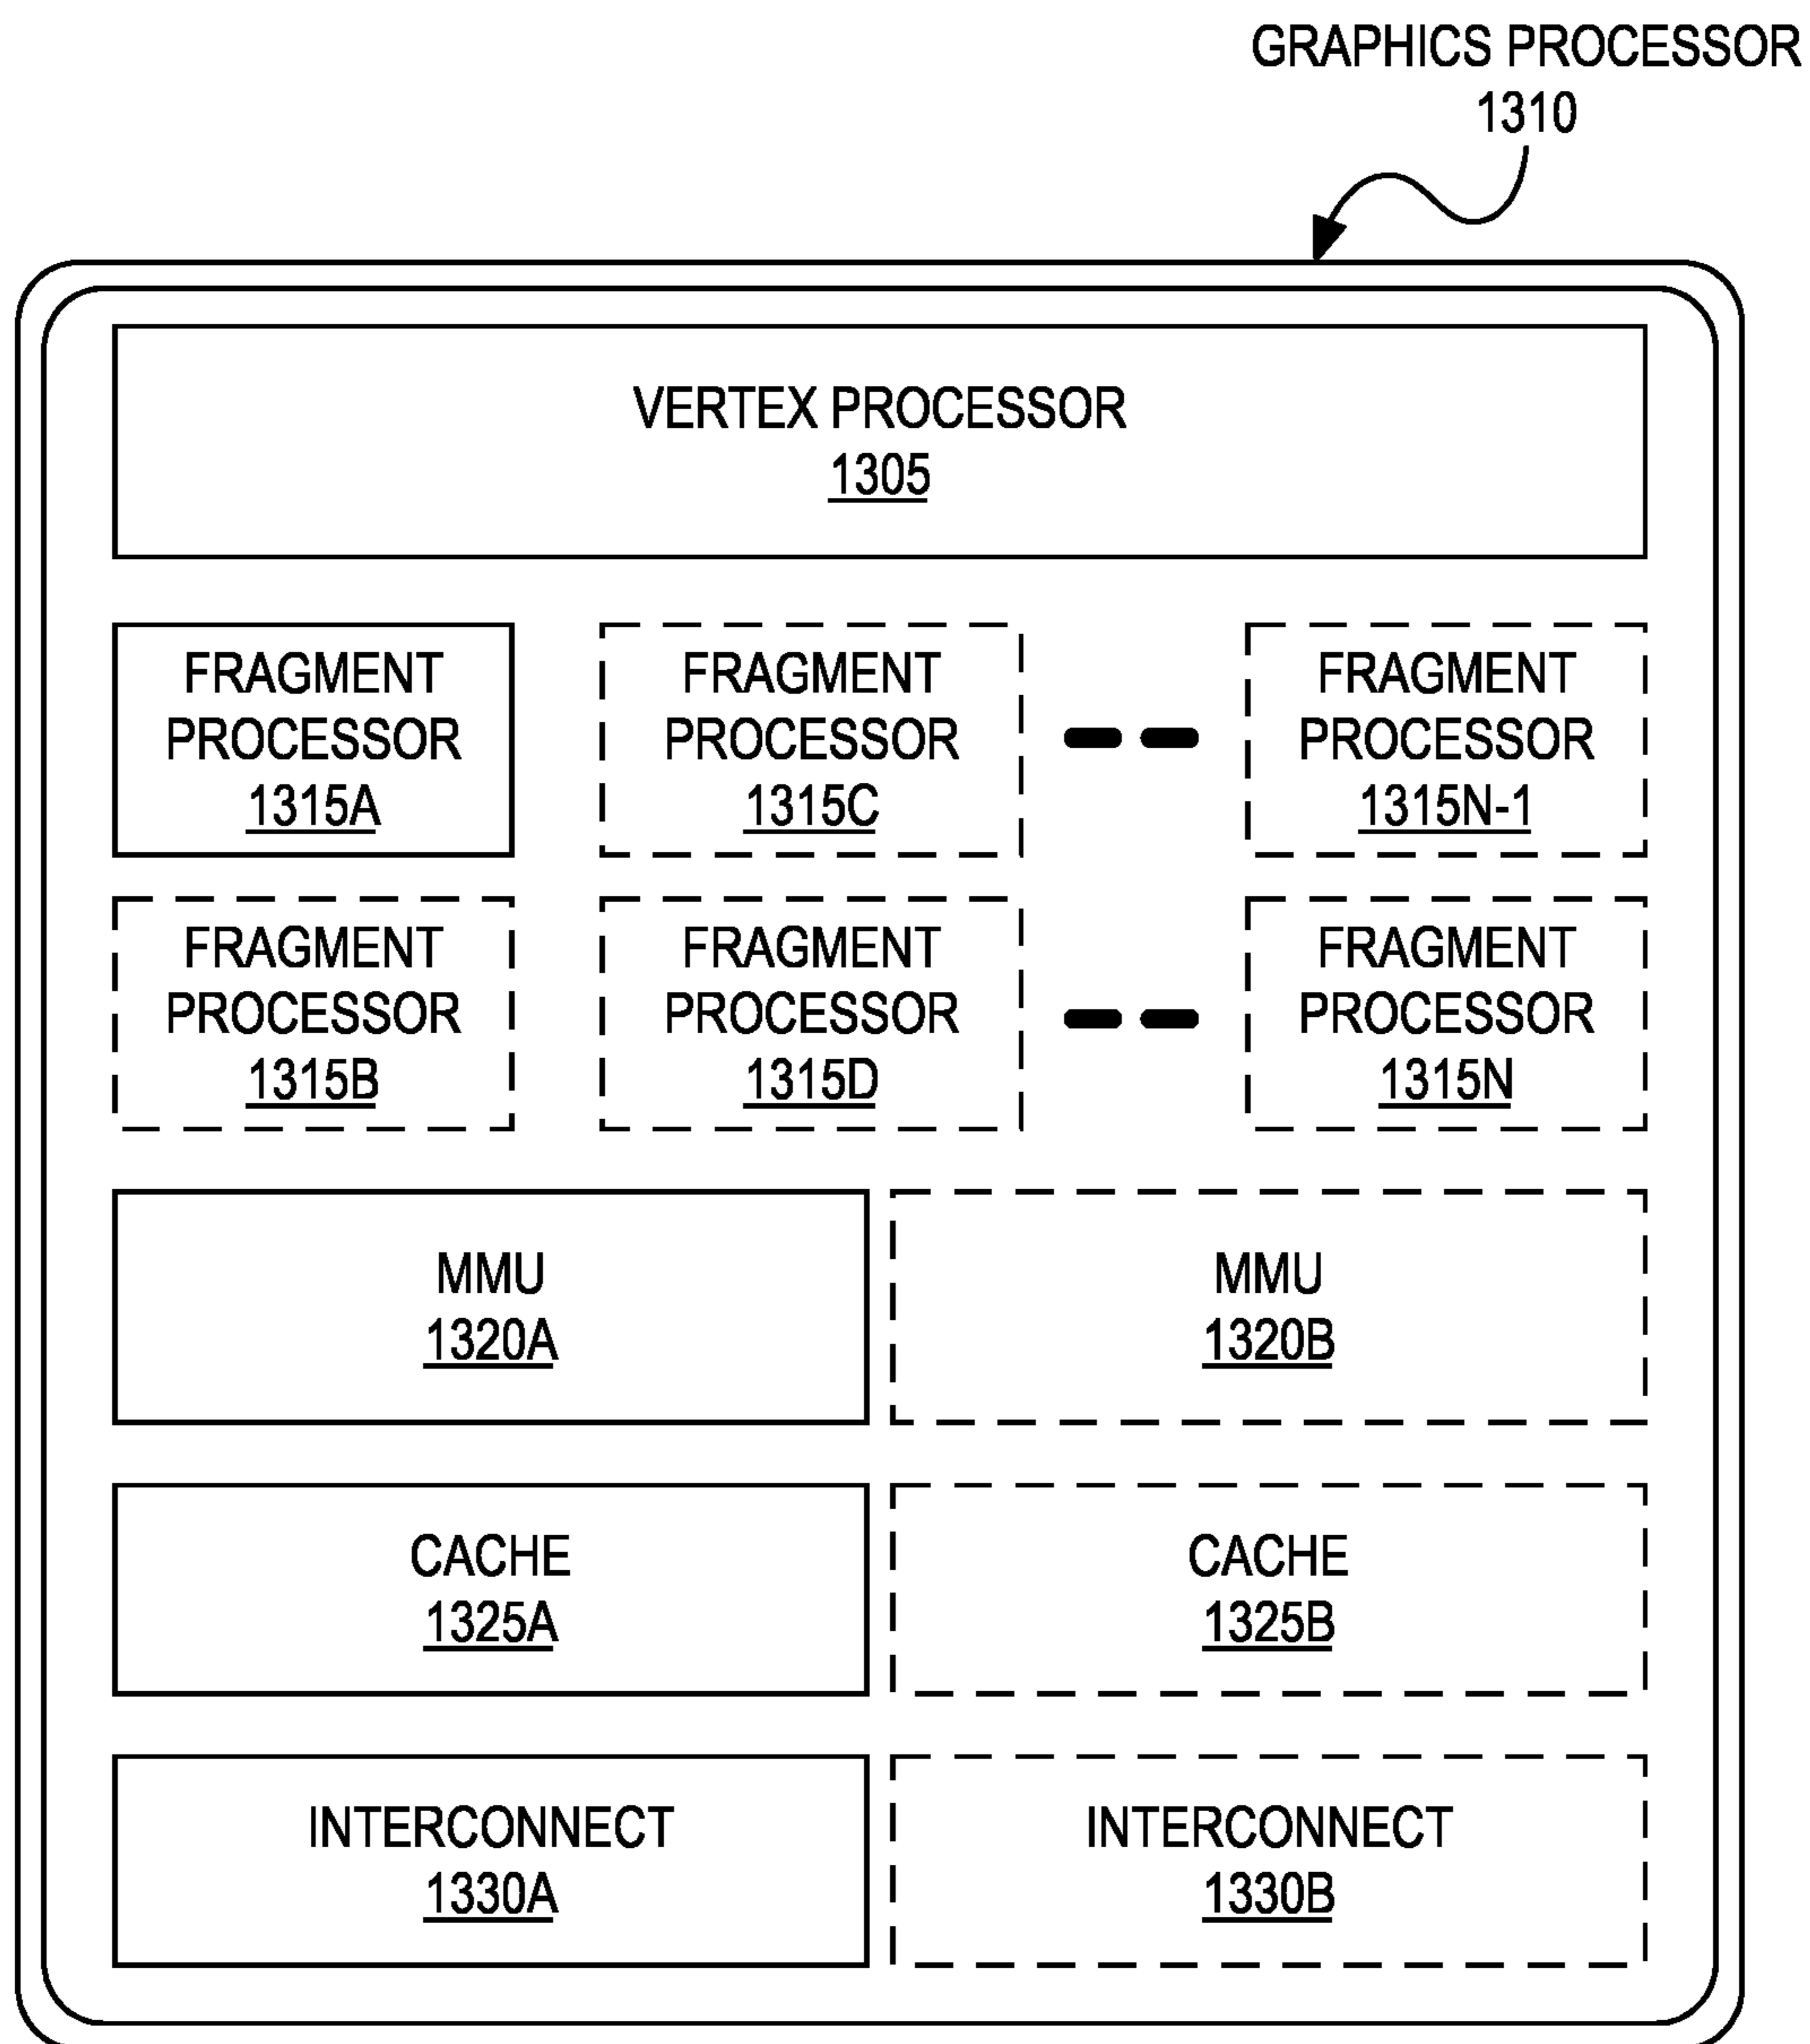 GRAPHICS PROCESSOR
1310
VERTEX PROCESSOR
1305
FRAGMENT
PROCESSOR
1315A
FRAGMENT
PROCESSOR
1315C
FRAGMENT
PROCESSOR
1315N-1
FRAGMENT
PROCESSOR
1315B
FRAGMENT
PROCESSOR
1315D
FRAGMENT
PROCESSOR
1315N
MMU
1320A
MMU
1320B
CACHE
1325A
CACHE
1325B
INTERCONNECT
1330A
INTERCONNECT
1330B